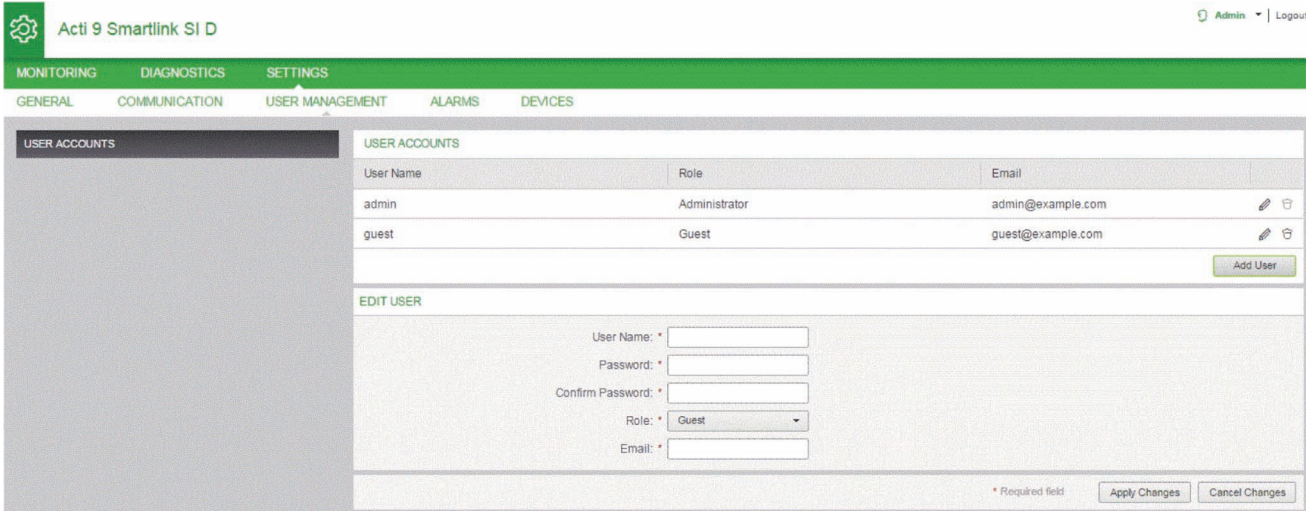 Acti 9 Smartlink SI D
Admin | Logout
MONITORING DIAGNOSTICS SETTINGS
GENERAL COMMUNICATION USER MANAGEMENT ALARMS DEVICES
USER ACCOUNTS
USER ACCOUNTS
User Name Role Email
admin Administrator admin@example.com
guest Guest guest@example.com
Add User
EDIT USER
User Name: *
Password: *
Confirm Password: *
Role: * Guest
Email: *
* Required field Apply Changes Cancel Changes